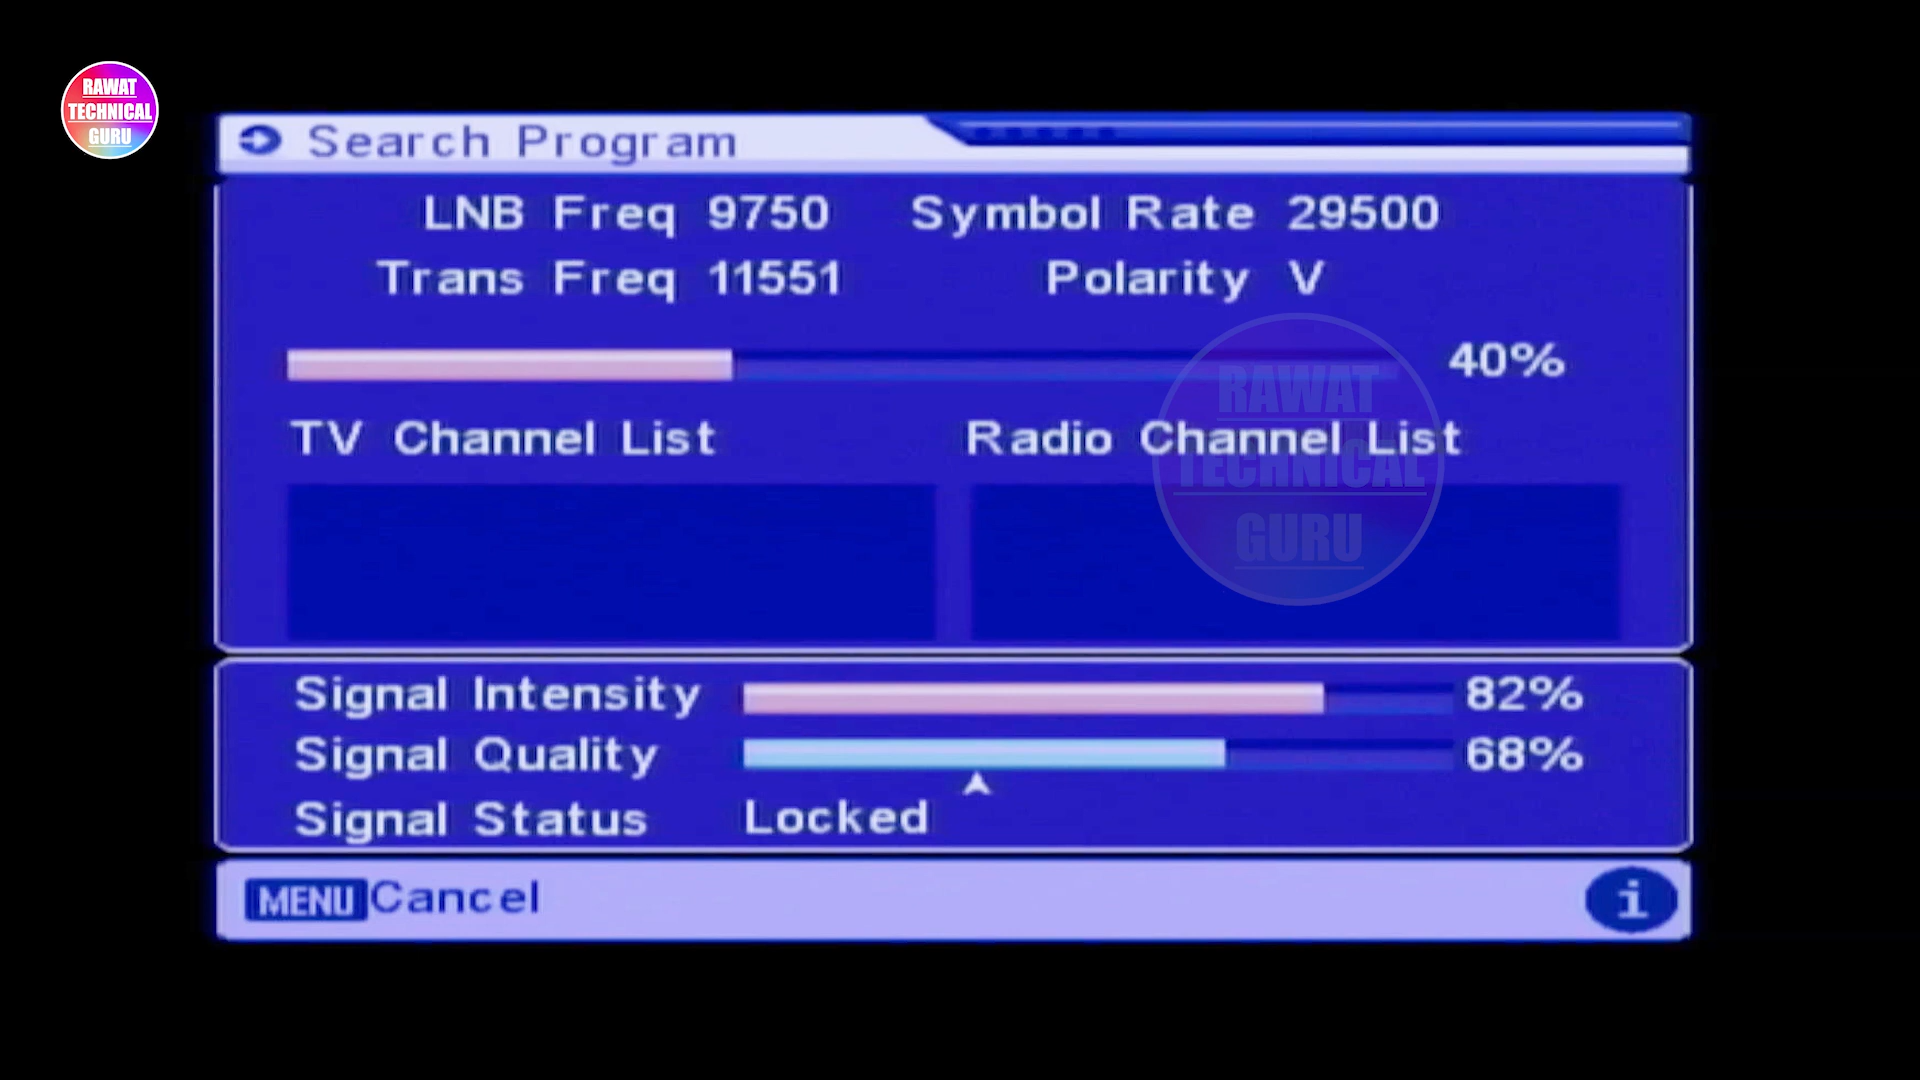 RAWAT
TECHNICAL
GURU
Search Program
LNB Freq 9750 Symbol Rate 29500
Trans Freq 11551 Polarity V
40%
TV Channel List Radio Channel List
RAWAT
TECHNICAL
GURU
Signal Intensity 82%
Signal Quality 68%
Signal Status Locked
MENU Cancel i